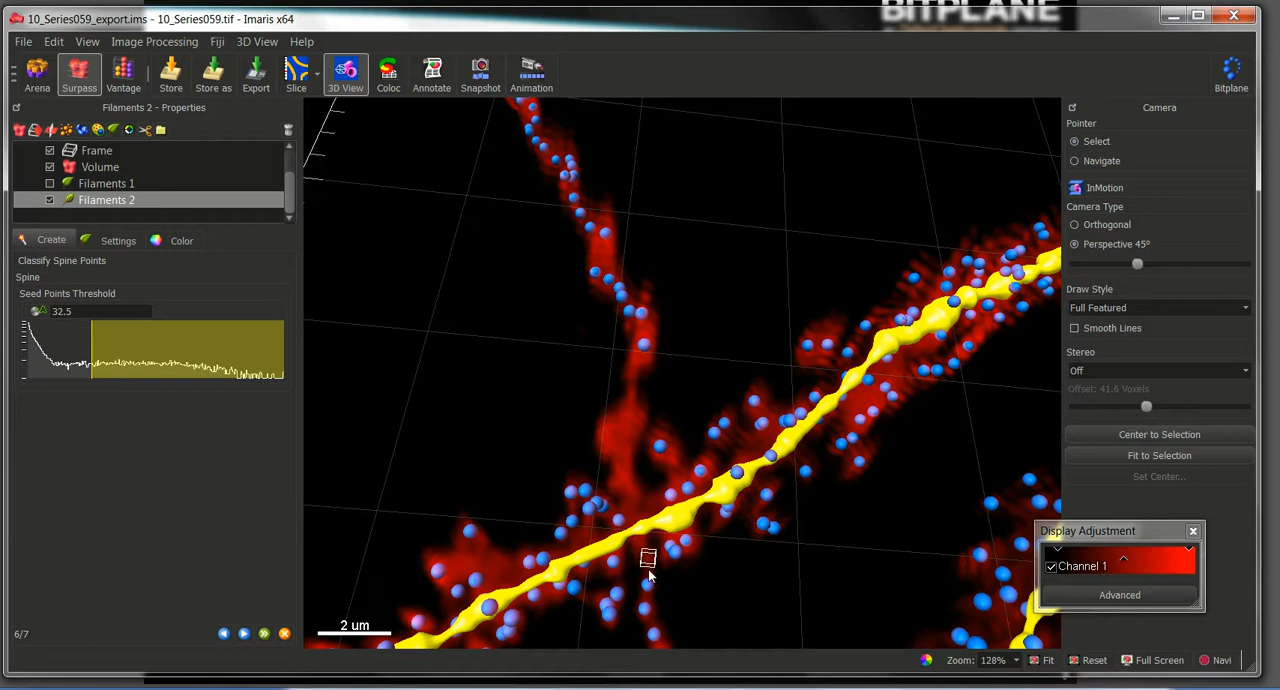 BITPLANE
10_Series059_export.ims - 10_Series059.tif - Imaris x64
File Edit View Image Processing Fiji 3D View Help
Arena Surpass Vantage Store Store as Export Slice 3D View Coloc Annotate Snapshot Animation Bitplane
Filaments 2 - Properties
Frame
Volume
Filaments 1
Filaments 2
Create Settings Color
Classify Spine Points
Spine
Seed Points Threshold
A 32.5
6/7
2 um
Camera
Pointer
Select
Navigate
InMotion
Camera Type
Orthogonal
Perspective 45º
Draw Style
Full Featured
Smooth Lines
Stereo
Off
Offset: 41.6 Voxels
Center to Selection
Fit to Selection
Set Center...
Display Adjustment
Channel 1
Advanced
Zoom: 128% Fit Reset Full Screen Navi